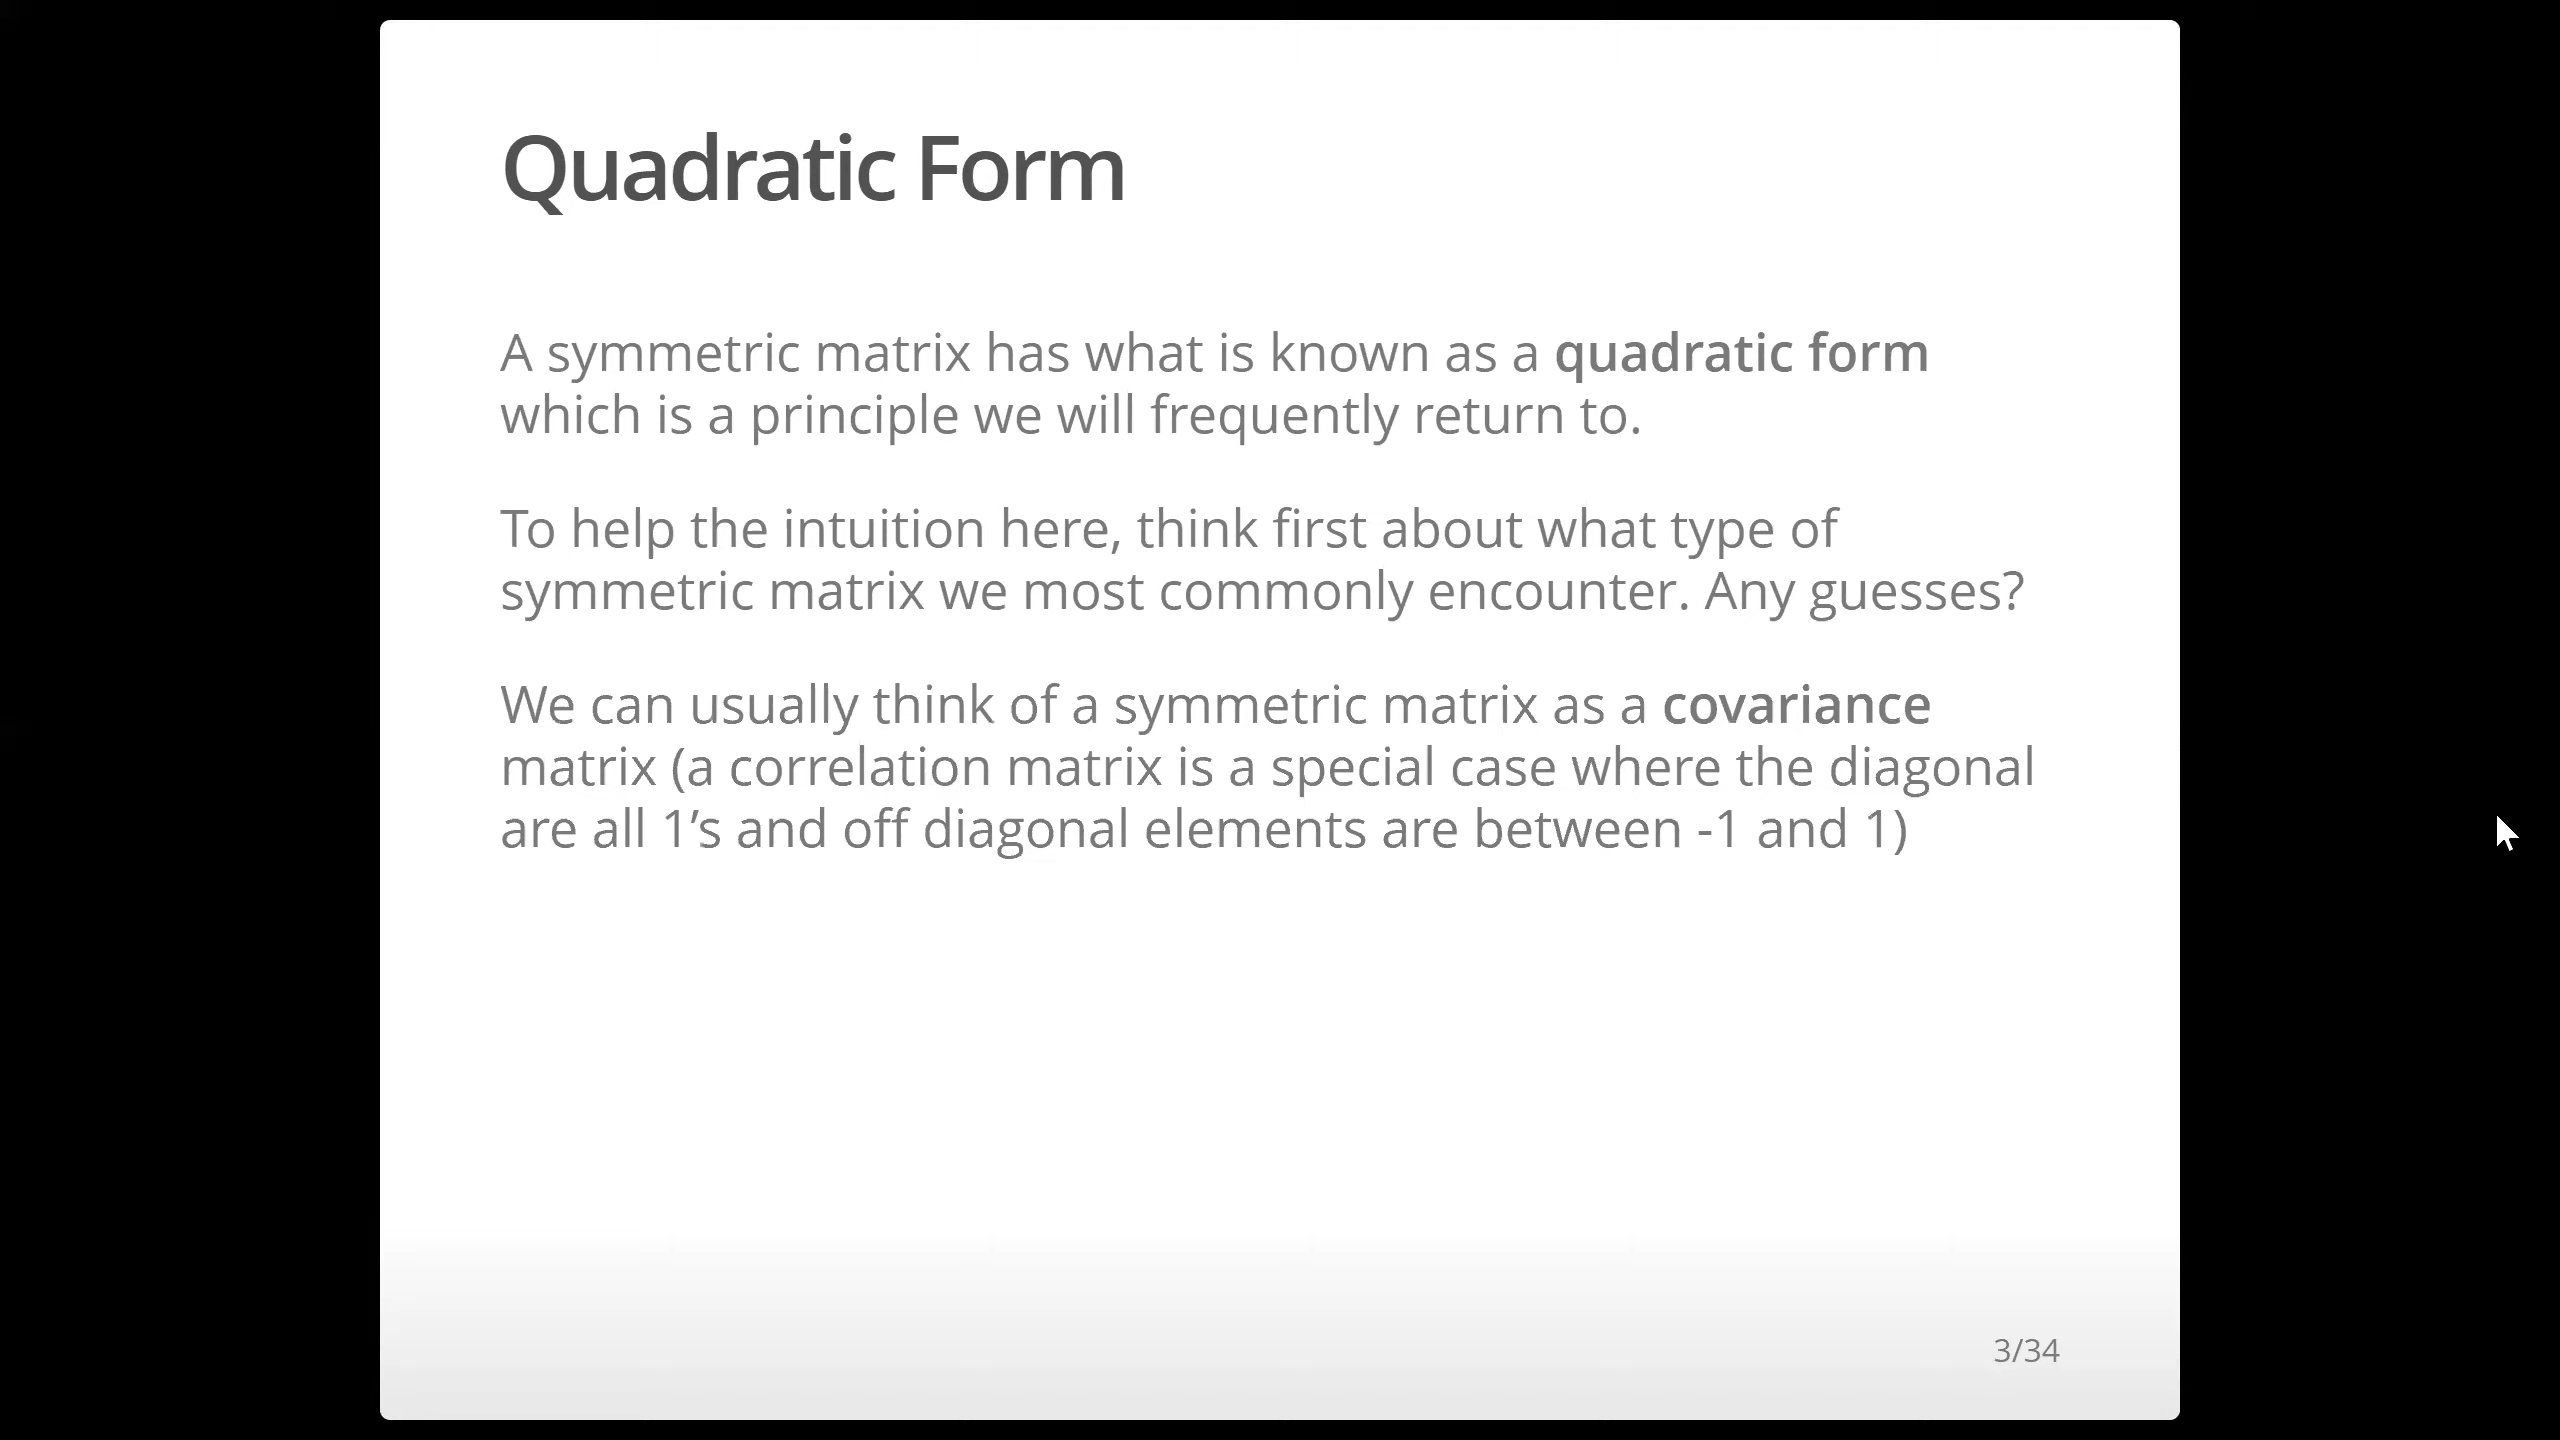 Quadratic Form
A symmetric matrix has what is known as a quadratic form
which is a principle we will frequently return to.
To help the intuition here, think first about what type of
symmetric matrix we most commonly encounter. Any guesses?
We can usually think of a symmetric matrix as a covariance
matrix (a correlation matrix is a special case where the diagonal
are all 1’s and off diagonal elements are between -1 and 1)
3/34